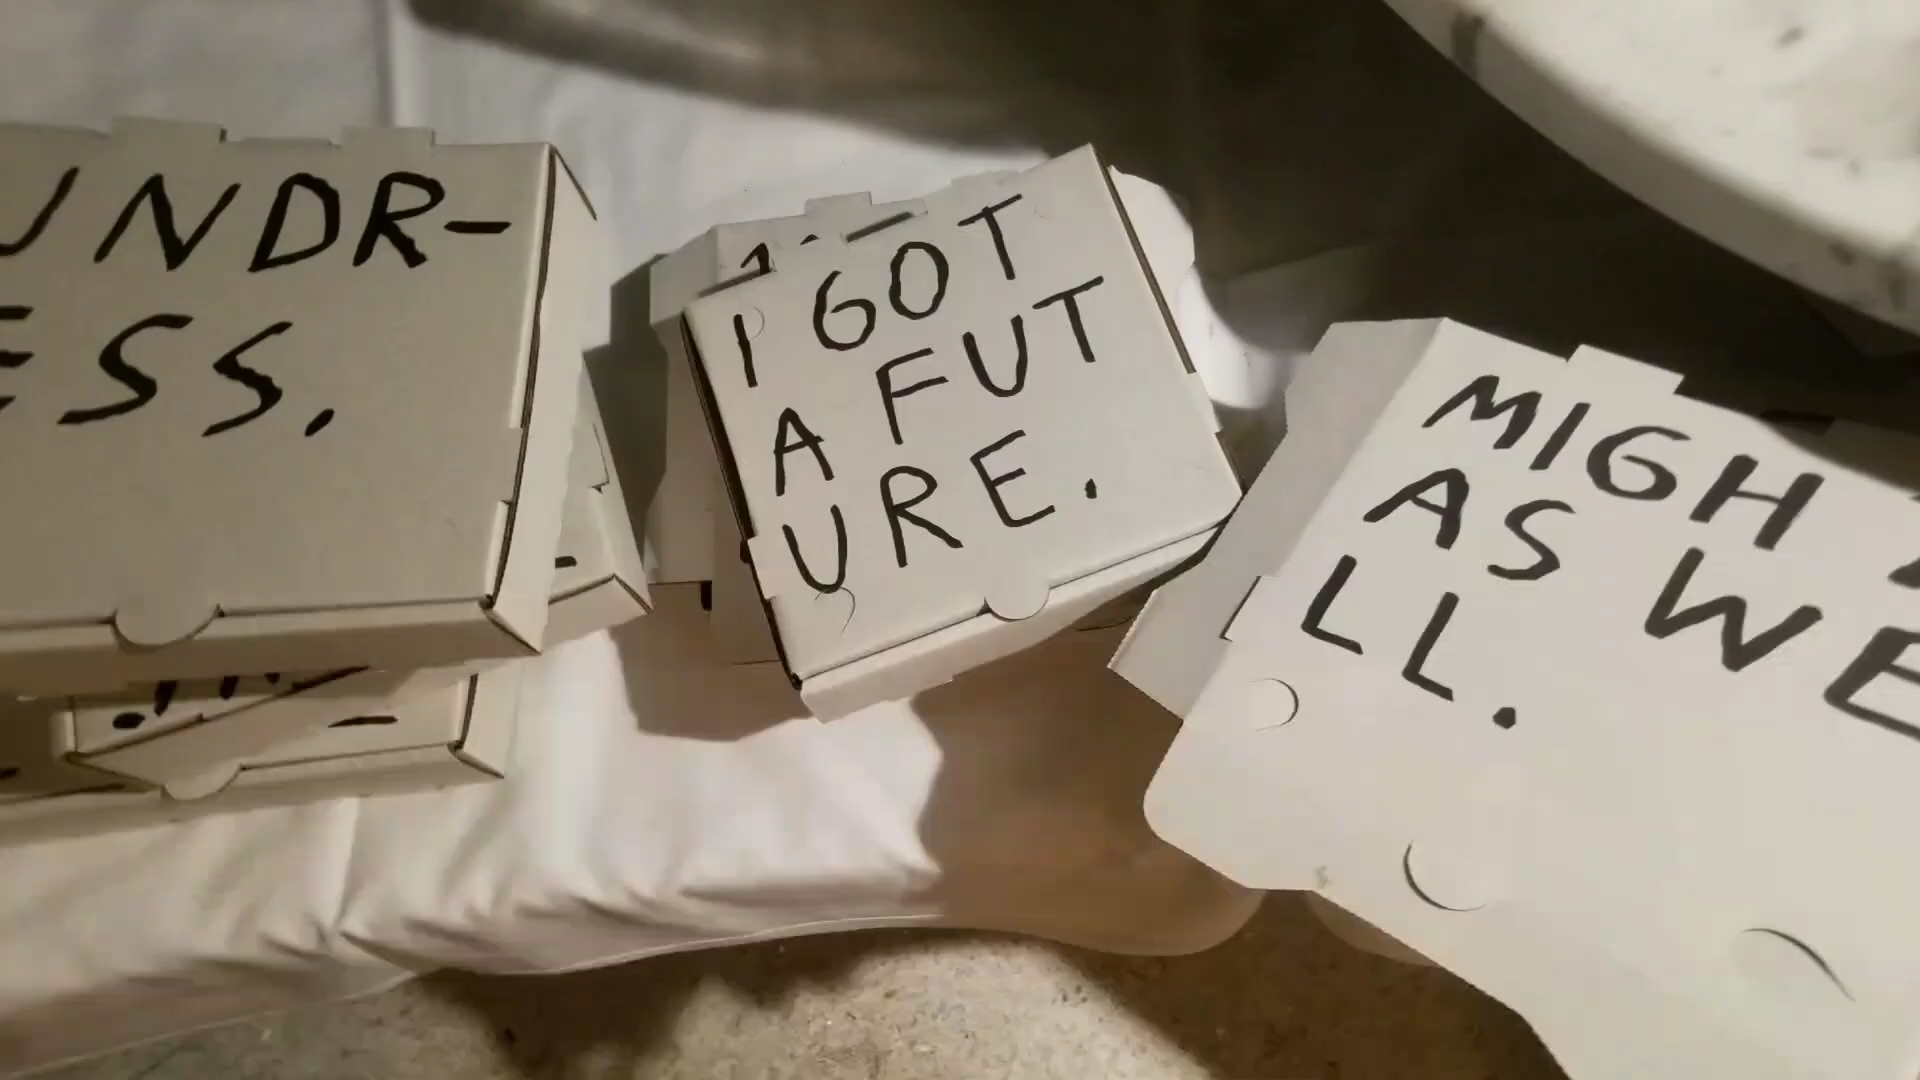 UNDR-
ESS.
I GOT
A FUT
URE.
MIGH
AS WE
LL.